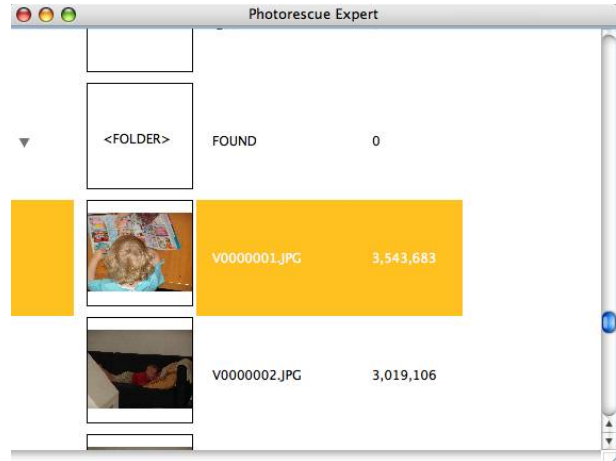 Photorescue Expert
<FOLDER> FOUND 0
V0000001.JPG 3,543,683
V0000002.JPG 3,019,106